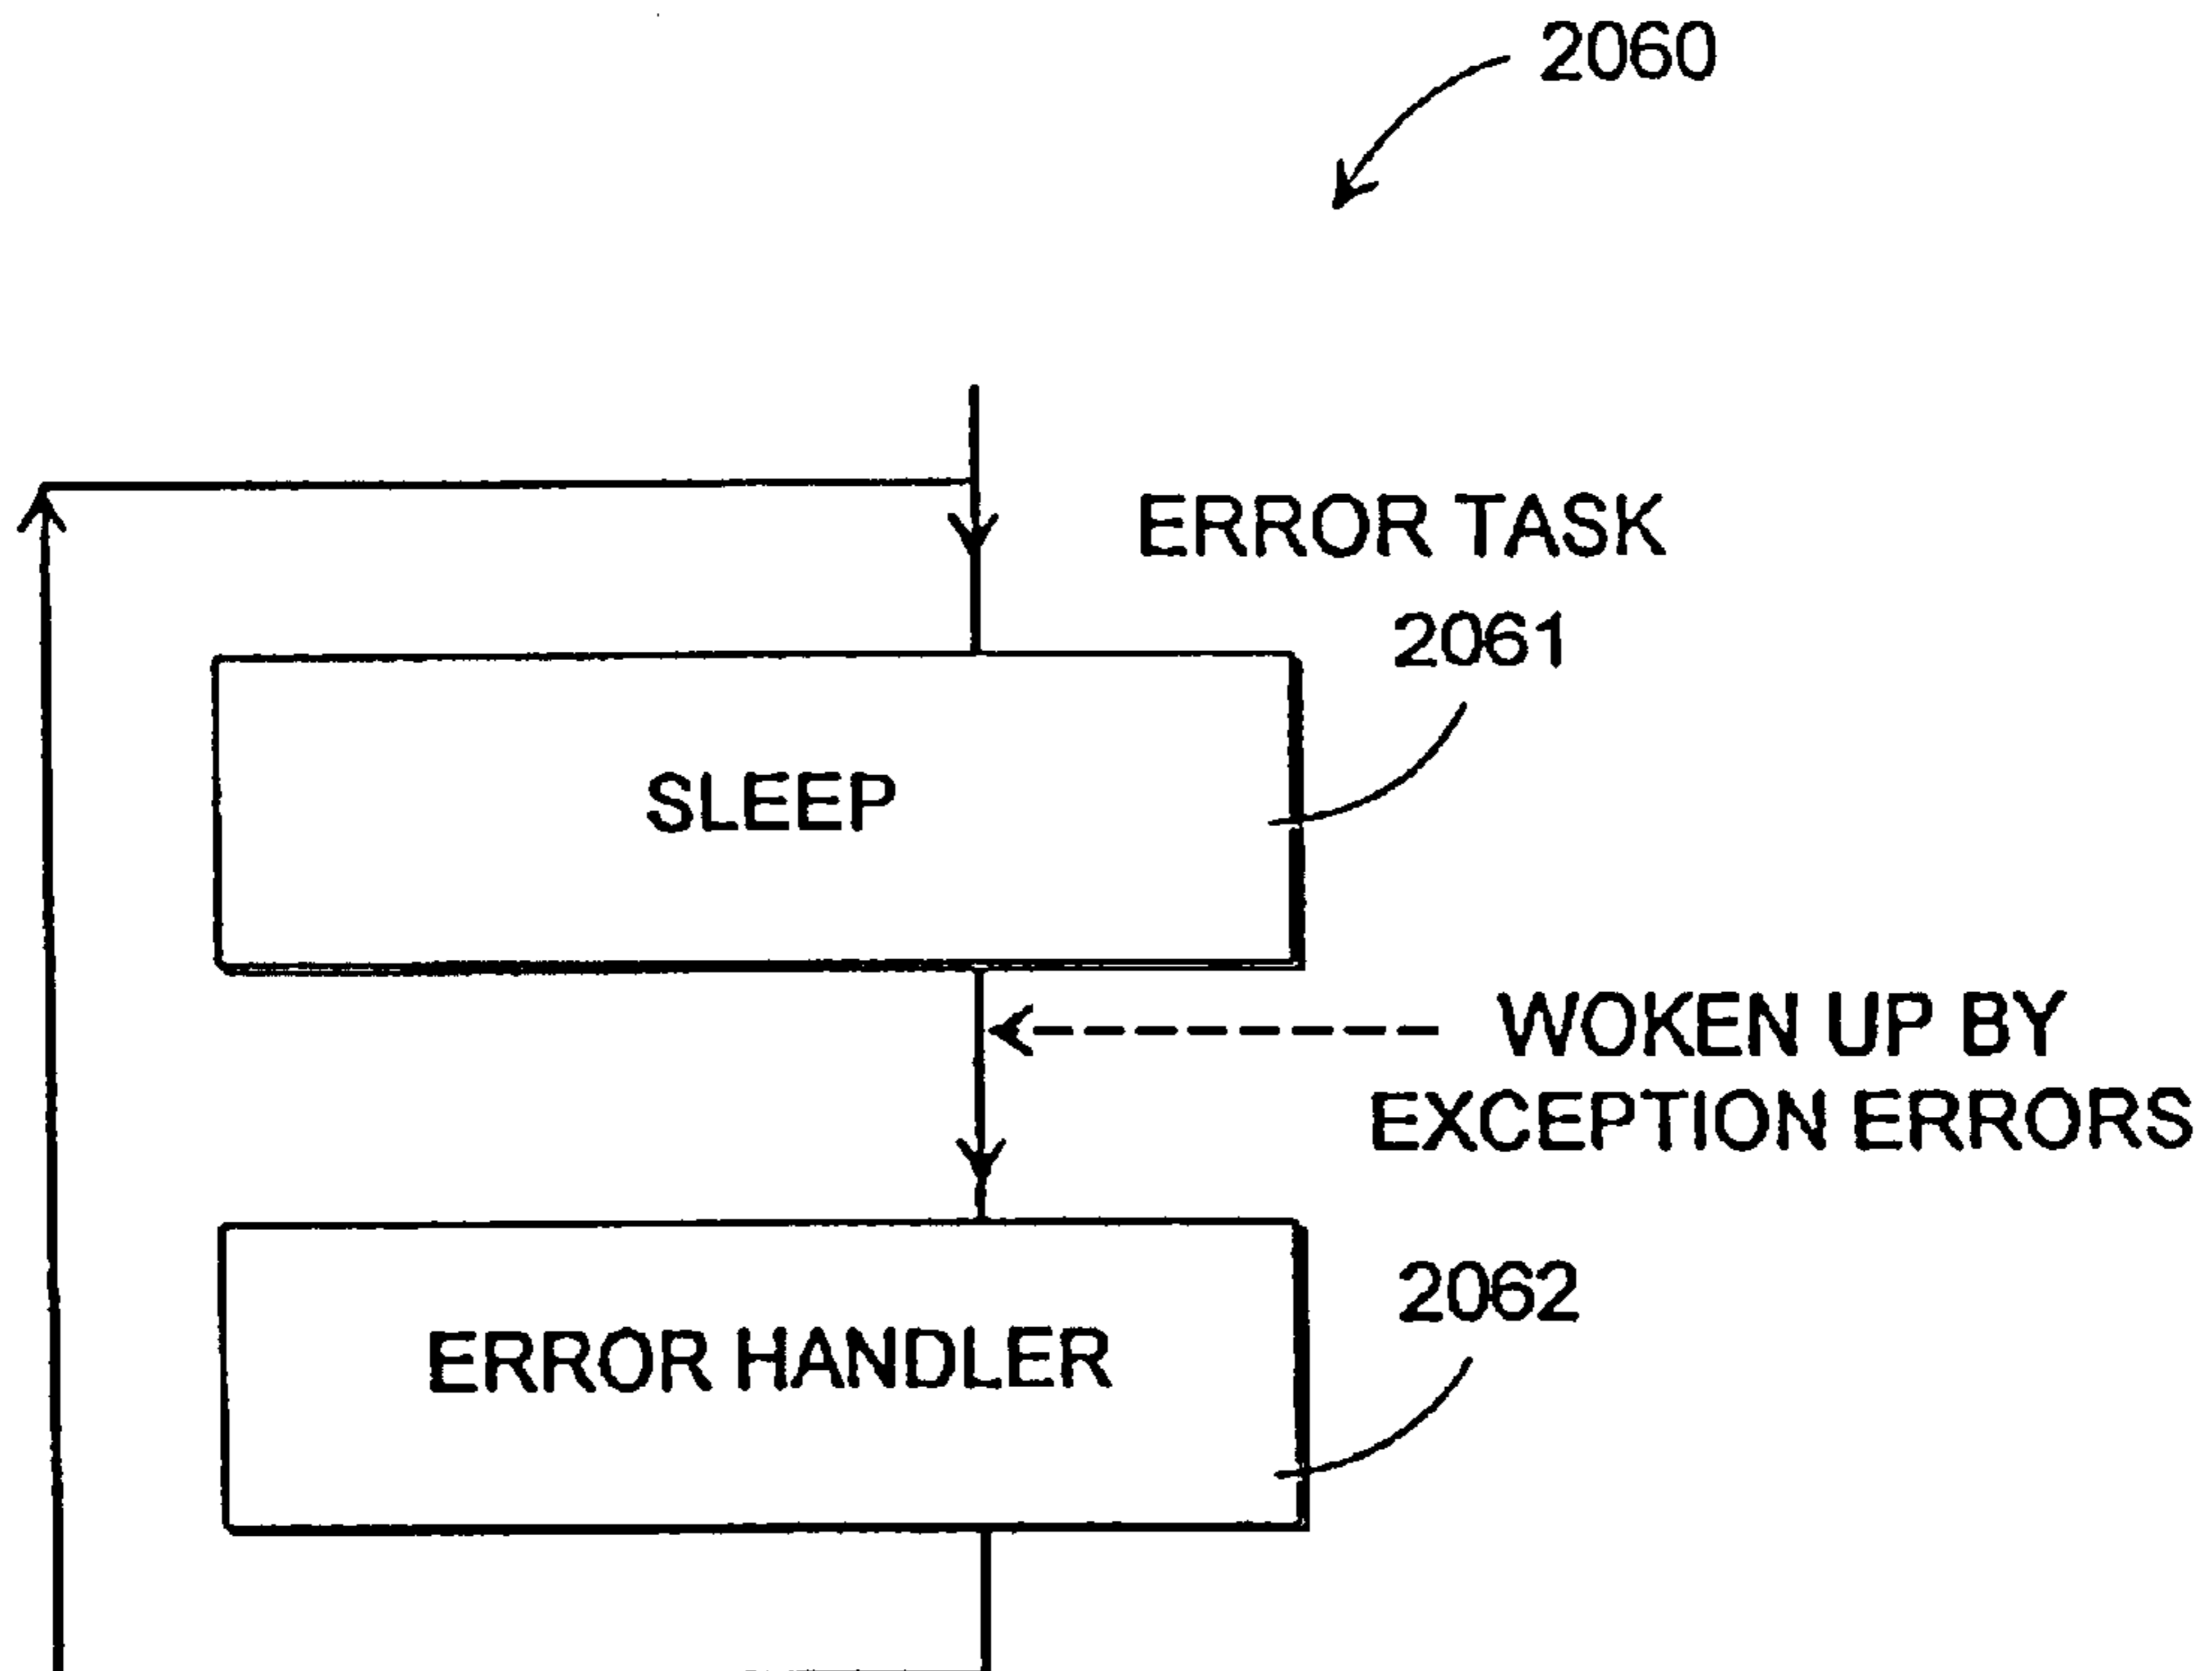 2060
ERROR TASK
2061
SLEEP
WOKEN UP BY
EXCEPTION ERRORS
2062
ERROR HANDLER